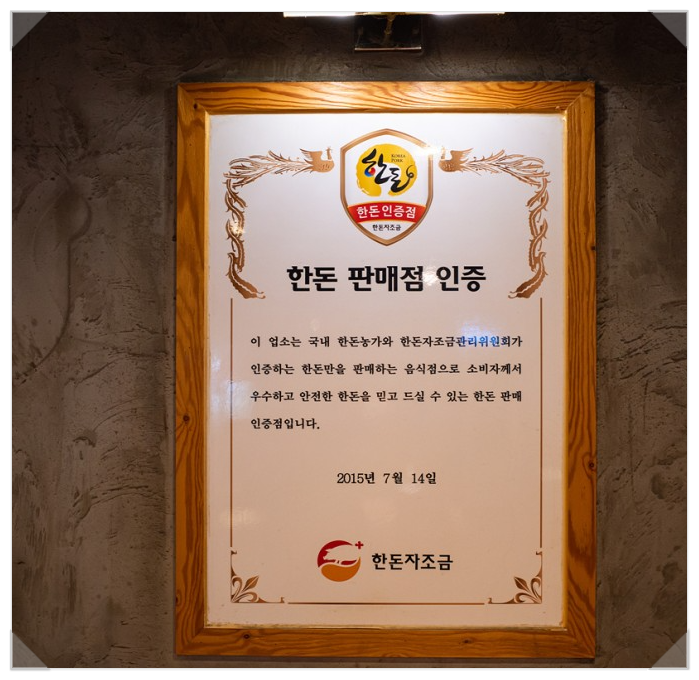 한돈
KOREA
PORK
한돈인증점
한돈자조금
한돈 판매점 인증
이 업소는 국내 한돈농가와 한돈자조금관리위원회가
인증하는 한돈만을 판매하는 음식점으로 소비자께서
우수하고 안전한 한돈을 믿고 드실 수 있는 한돈 판매
인증점입니다.
2015년 7월 14일
한돈자조금